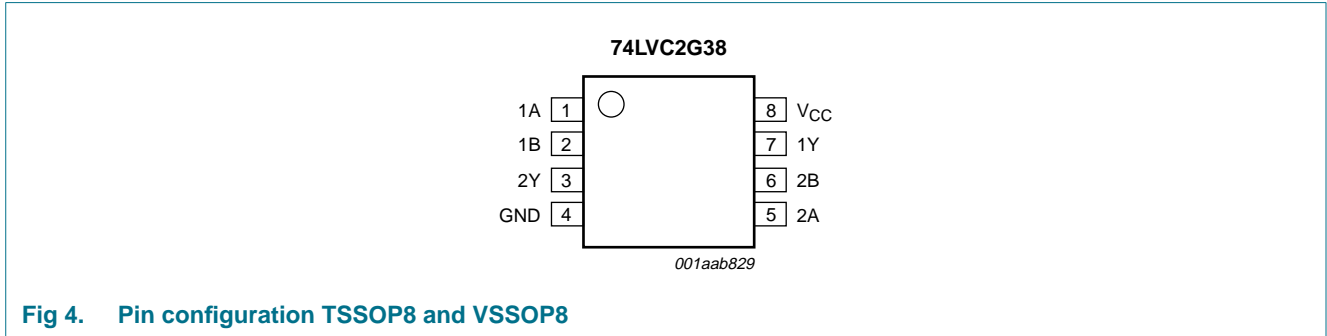 74LVC2G38
1A 1 8 VCC
1B 2 7 1Y
2Y 3 6 2B
GND 4 5 2A
001aab829
Fig 4. Pin configuration TSSOP8 and VSSOP8